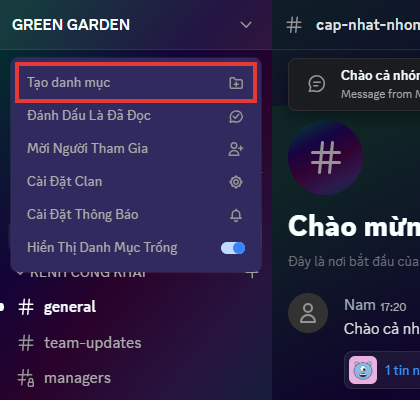 GREEN GARDEN
Tạo danh mục
Đánh Dấu Là Đã Đọc
Mời Người Tham Gia
Cài Đặt Clan
Cài Đặt Thông Báo
Hiển Thị Danh Mục Trống
KÊNH CÔNG KHAI
general
team-updates
managers
cap-nhat-nhom
Chào cả nhóm
Message from M
Chào mừn
Đây là nơi bắt đầu của
Nam 17:20
Chào cả nh
1 tin n